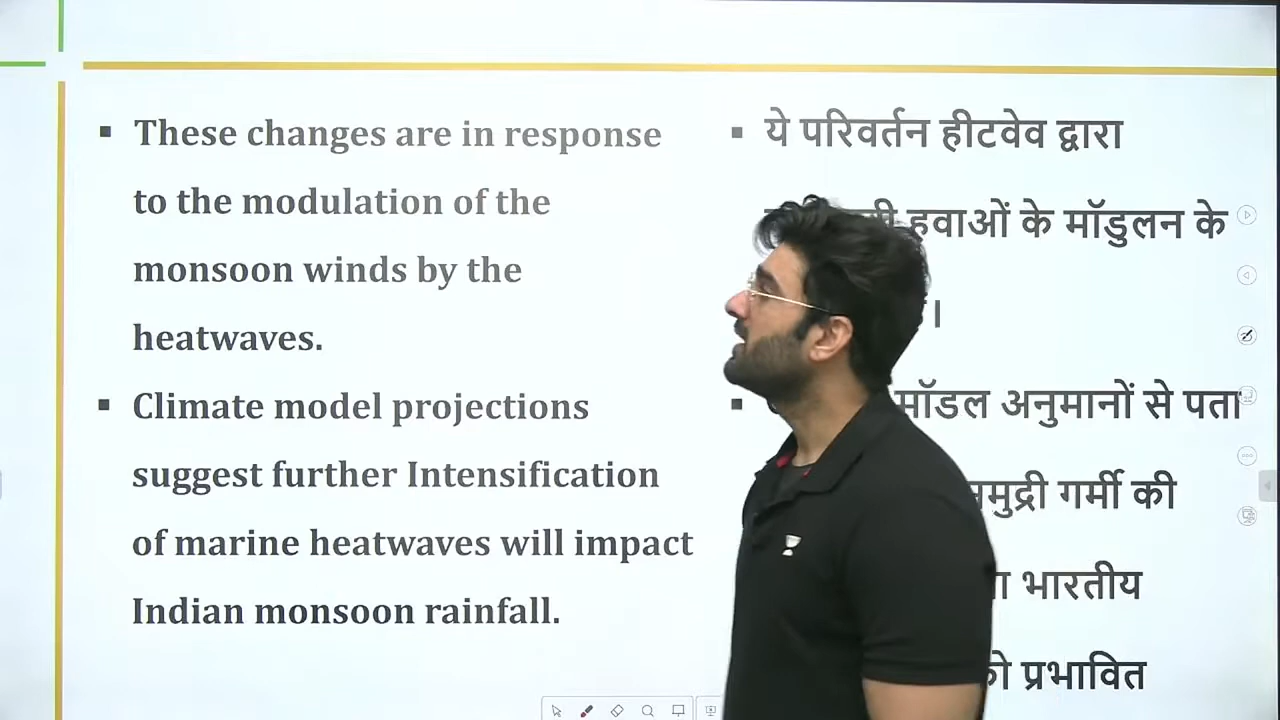 ▪ These changes are in response
to the modulation of the
monsoon winds by the
heatwaves.
▪ Climate model projections
suggest further Intensification
of marine heatwaves will impact
Indian monsoon rainfall.
▪ ये परिवर्तन हीटवेव द्वारा
हवाओं के मॉडुलन के
▪ मॉडल अनुमानों से पता
गर्मी की
भारतीय
प्रभावित